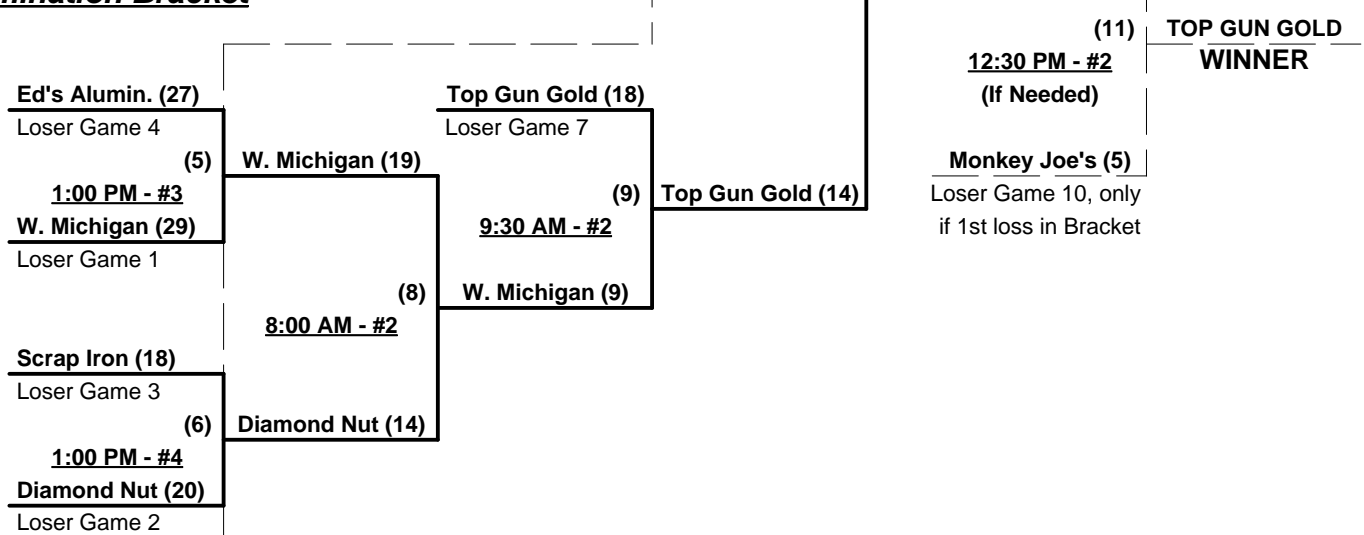 (11) TOP GUN GOLD
12:30 PM - #2 WINNER
Ed's Alumin. (27) Top Gun Gold (18) (If Needed)
Loser Game 4 Loser Game 7
(5) W. Michigan (19) Monkey Joe's (5)
1:00 PM - #3 (9) Top Gun Gold (14) Loser Game 10, only
W. Michigan (29) 9:30 AM - #2 if 1st loss in Bracket
Loser Game 1
(8) W. Michigan (9)
8:00 AM - #2
Scrap Iron (18)
Loser Game 3
(6) Diamond Nut (14)
1:00 PM - #4
Diamond Nut (20)
Loser Game 2